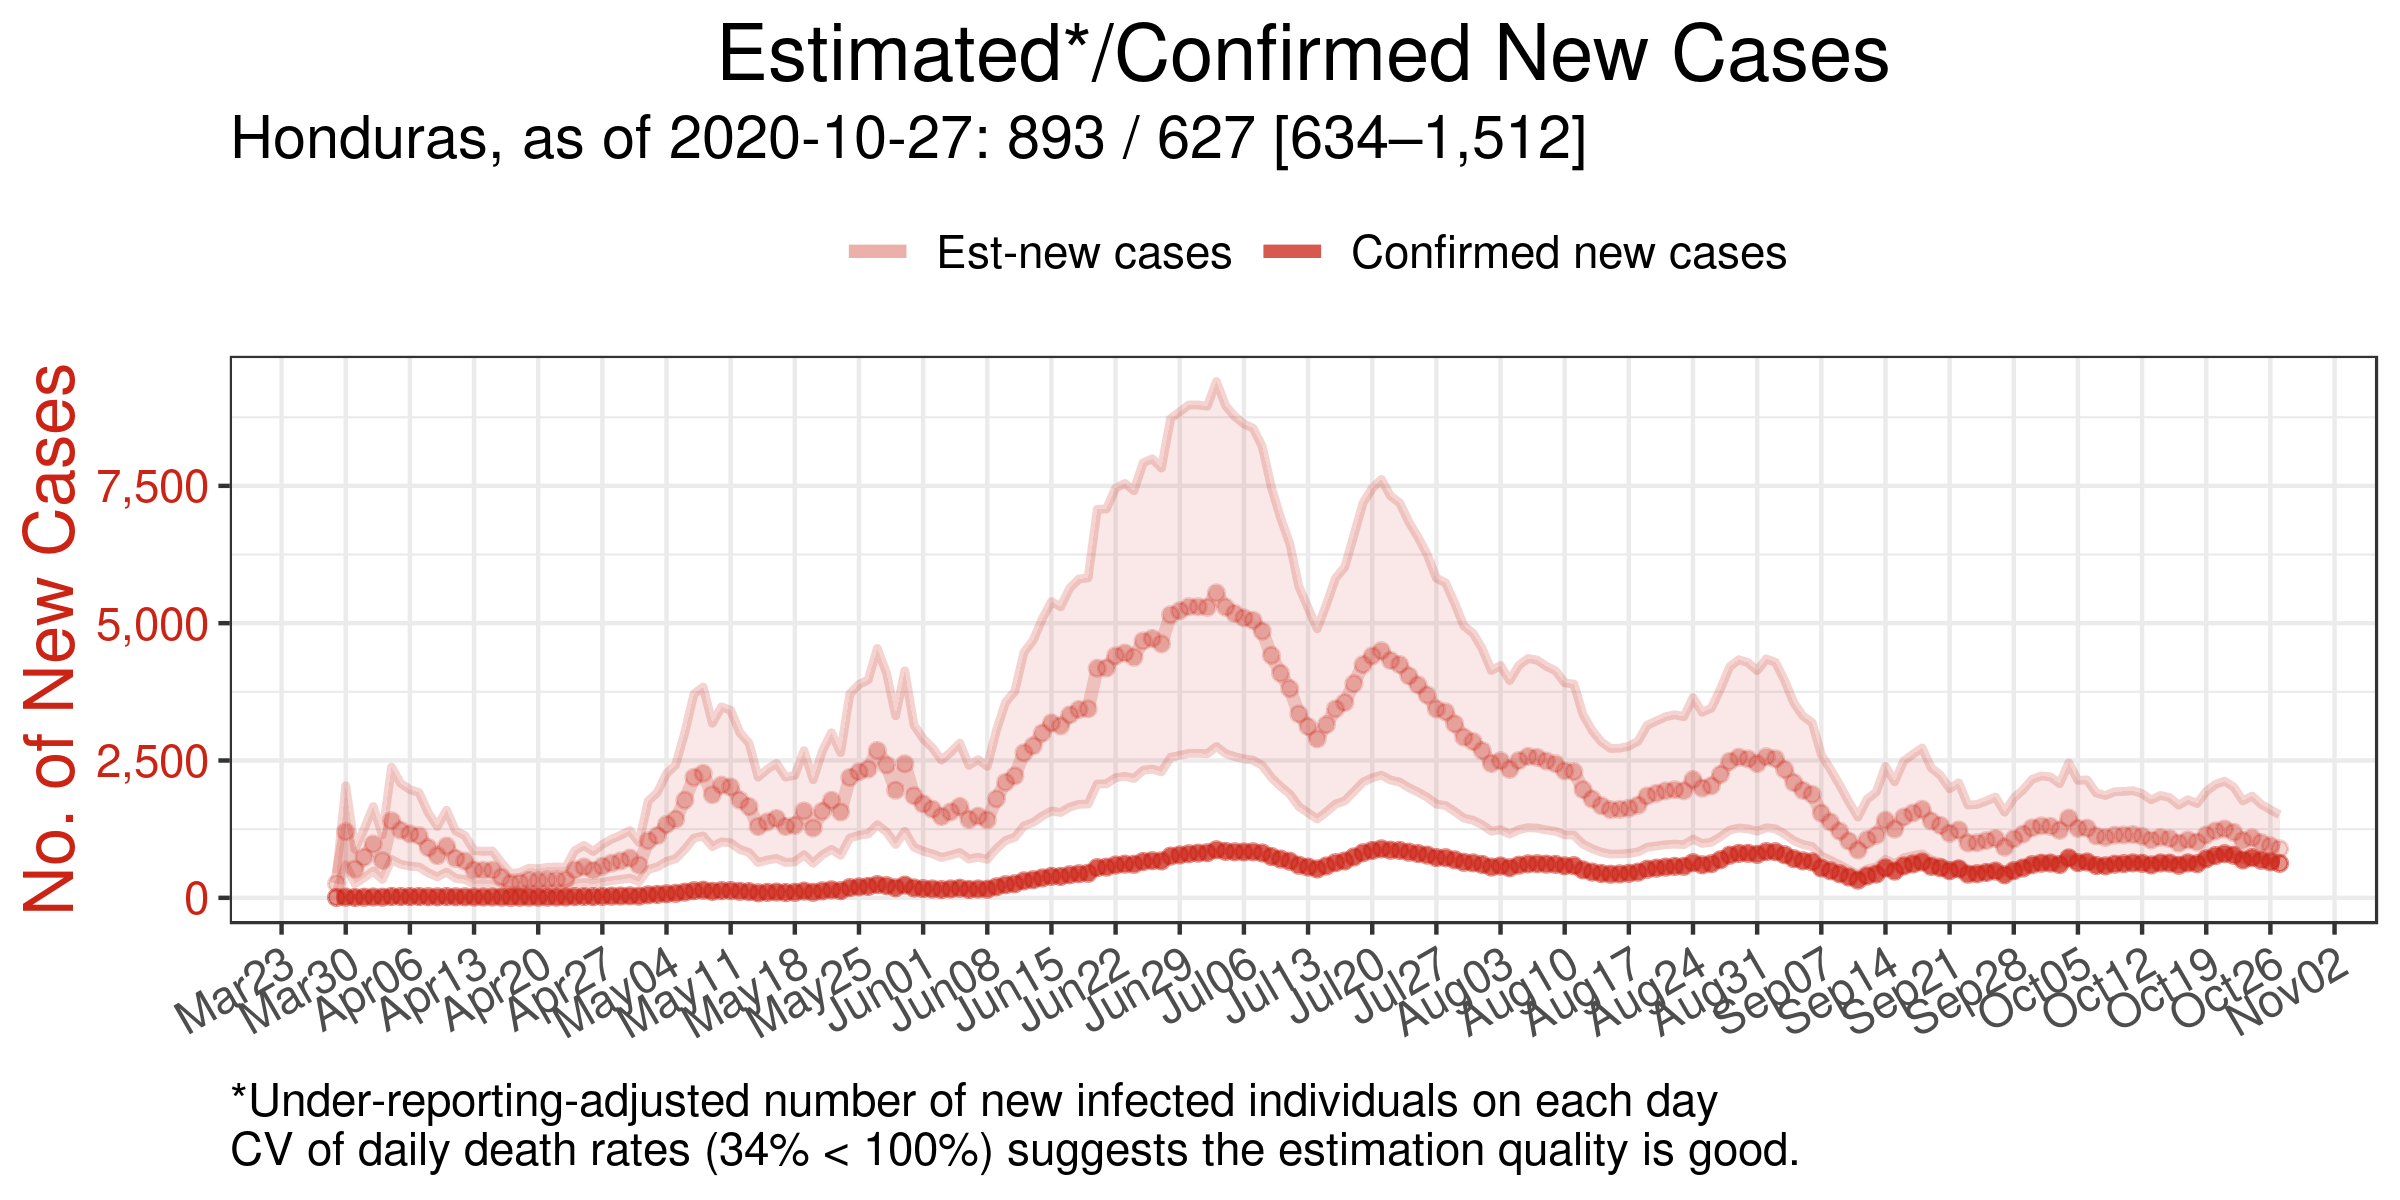 Estimated*/Confirmed New Cases
Honduras, as of 2020-10-27: 893 / 627 [634–1,512]
Est-new cases Confirmed new cases
No. of New Cases
7,500
5,000
2,500
0
Mar23 Mar30 Apr06 Apr13 Apr20 Apr27 May04 May11 May18 May25 Jun01 Jun08 Jun15 Jun22 Jun29 Jul06 Jul13 Jul20 Jul27 Aug03 Aug10 Aug17 Aug24 Aug31 Sep07 Sep14 Sep21 Sep28 Oct05 Oct12 Oct19 Oct26 Nov02
*Under-reporting-adjusted number of new infected individuals on each day
CV of daily death rates (34% < 100%) suggests the estimation quality is good.